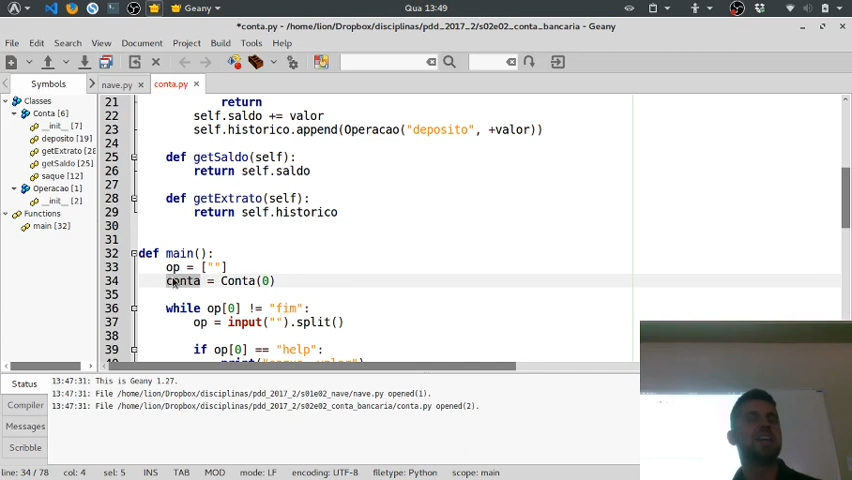 Geany
Qua 13:49
*conta.py - /home/lion/Dropbox/disciplinas/pdd_2017_2/s02e02_conta_bancaria - Geany
File Edit Search View Document Project Build Tools Help
Symbols
nave.py
conta.py
Classes
Conta [6]
__init__ [7]
deposito [19]
getExtrato [28
getSaldo [25]
saque [12]
Operacao [1]
__init__ [2]
Functions
main [32]
21 return
22 self.saldo += valor
23 self.historico.append(Operacao("deposito", +valor))
24
25 def getSaldo(self):
26 return self.saldo
27
28 def getExtrato(self):
29 return self.historico
30
31
32 def main():
33 op = [""]
34 conta = Conta(0)
35
36 while op[0] != "fim":
37 op = input("").split()
38
39 if op[0] == "help":
Status
Compiler
Messages
Scribble
13:47:31: This is Geany 1.27.
13:47:31: File /home/lion/Dropbox/disciplinas/pdd_2017_2/s01e02_nave/nave.py opened(1).
13:47:31: File /home/lion/Dropbox/disciplinas/pdd_2017_2/s02e02_conta_bancaria/conta.py opened(2).
line: 34 / 78 col: 4 sel: 5 INS TAB MOD mode: LF encoding: UTF-8 filetype: Python scope: main